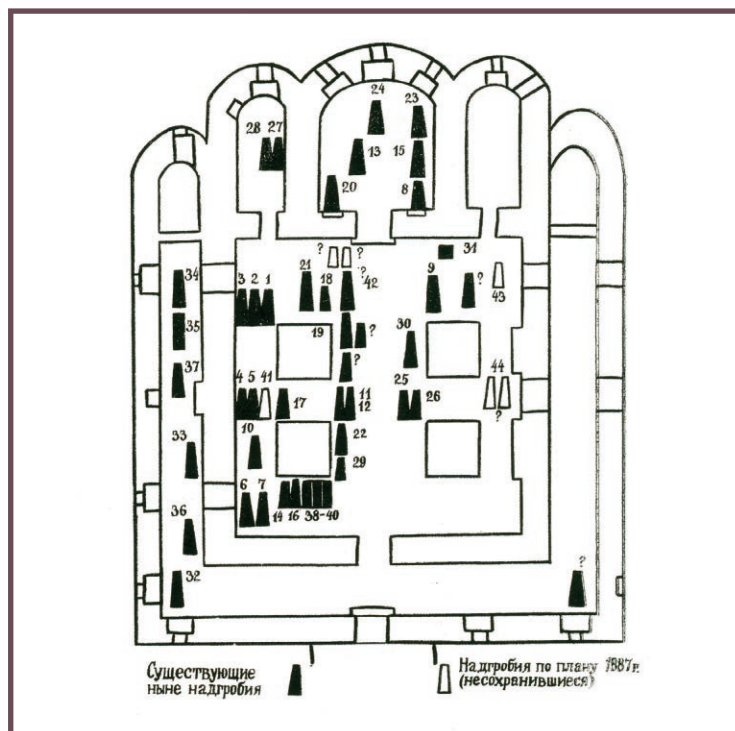 24 23
28 27
13 15
20 8
? ? 31
34 3 2 1 21 18 ? 42 9 ? 43
35 19 ? 30
37 4 5 41 17 ? 11 12 25 26 44 ?
33 10 22
29
36 6 7 14 16 38-40
32 ?
Существующие
ныне надгробия
Надгробия по плану 1887г.
(несохранившиеся)